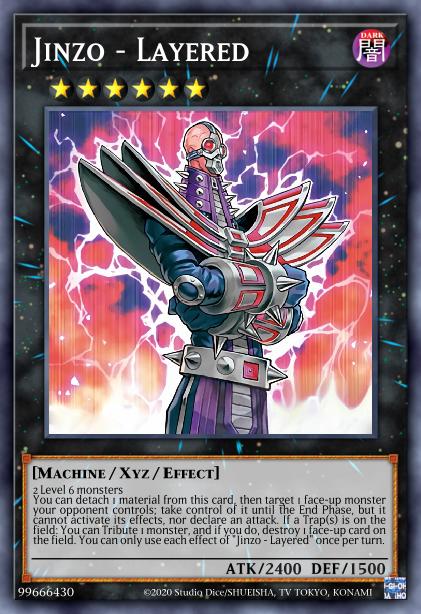 JINZO - LAYERED
DARK
闇
[MACHINE / XYZ / EFFECT]
2 Level 6 monsters
You can detach 1 material from this card, then target 1 face-up monster
your opponent controls; take control of it until the End Phase, but it
cannot activate its effects, nor declare an attack. If a Trap(s) is on the
field: You can Tribute 1 monster, and if you do, destroy 1 face-up card on
the field. You can only use each effect of "Jinzo - Layered" once per turn.
ATK/2400 DEF/1500
99666430
©2020 Studio Dice/SHUEISHA, TV TOKYO, KONAMI